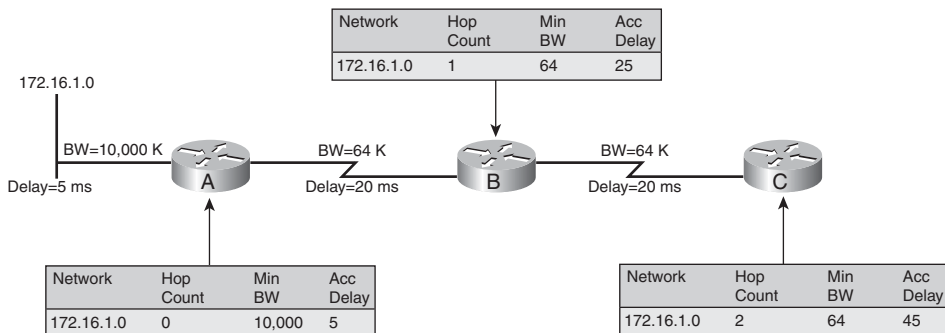 Network Hop Count Min BW Acc Delay
172.16.1.0 1 64 25
172.16.1.0
BW=10,000 K
Delay=5 ms
A
BW=64 K
Delay=20 ms
B
BW=64 K
Delay=20 ms
C
Network Hop Count Min BW Acc Delay
172.16.1.0 0 10,000 5
Network Hop Count Min BW Acc Delay
172.16.1.0 2 64 45